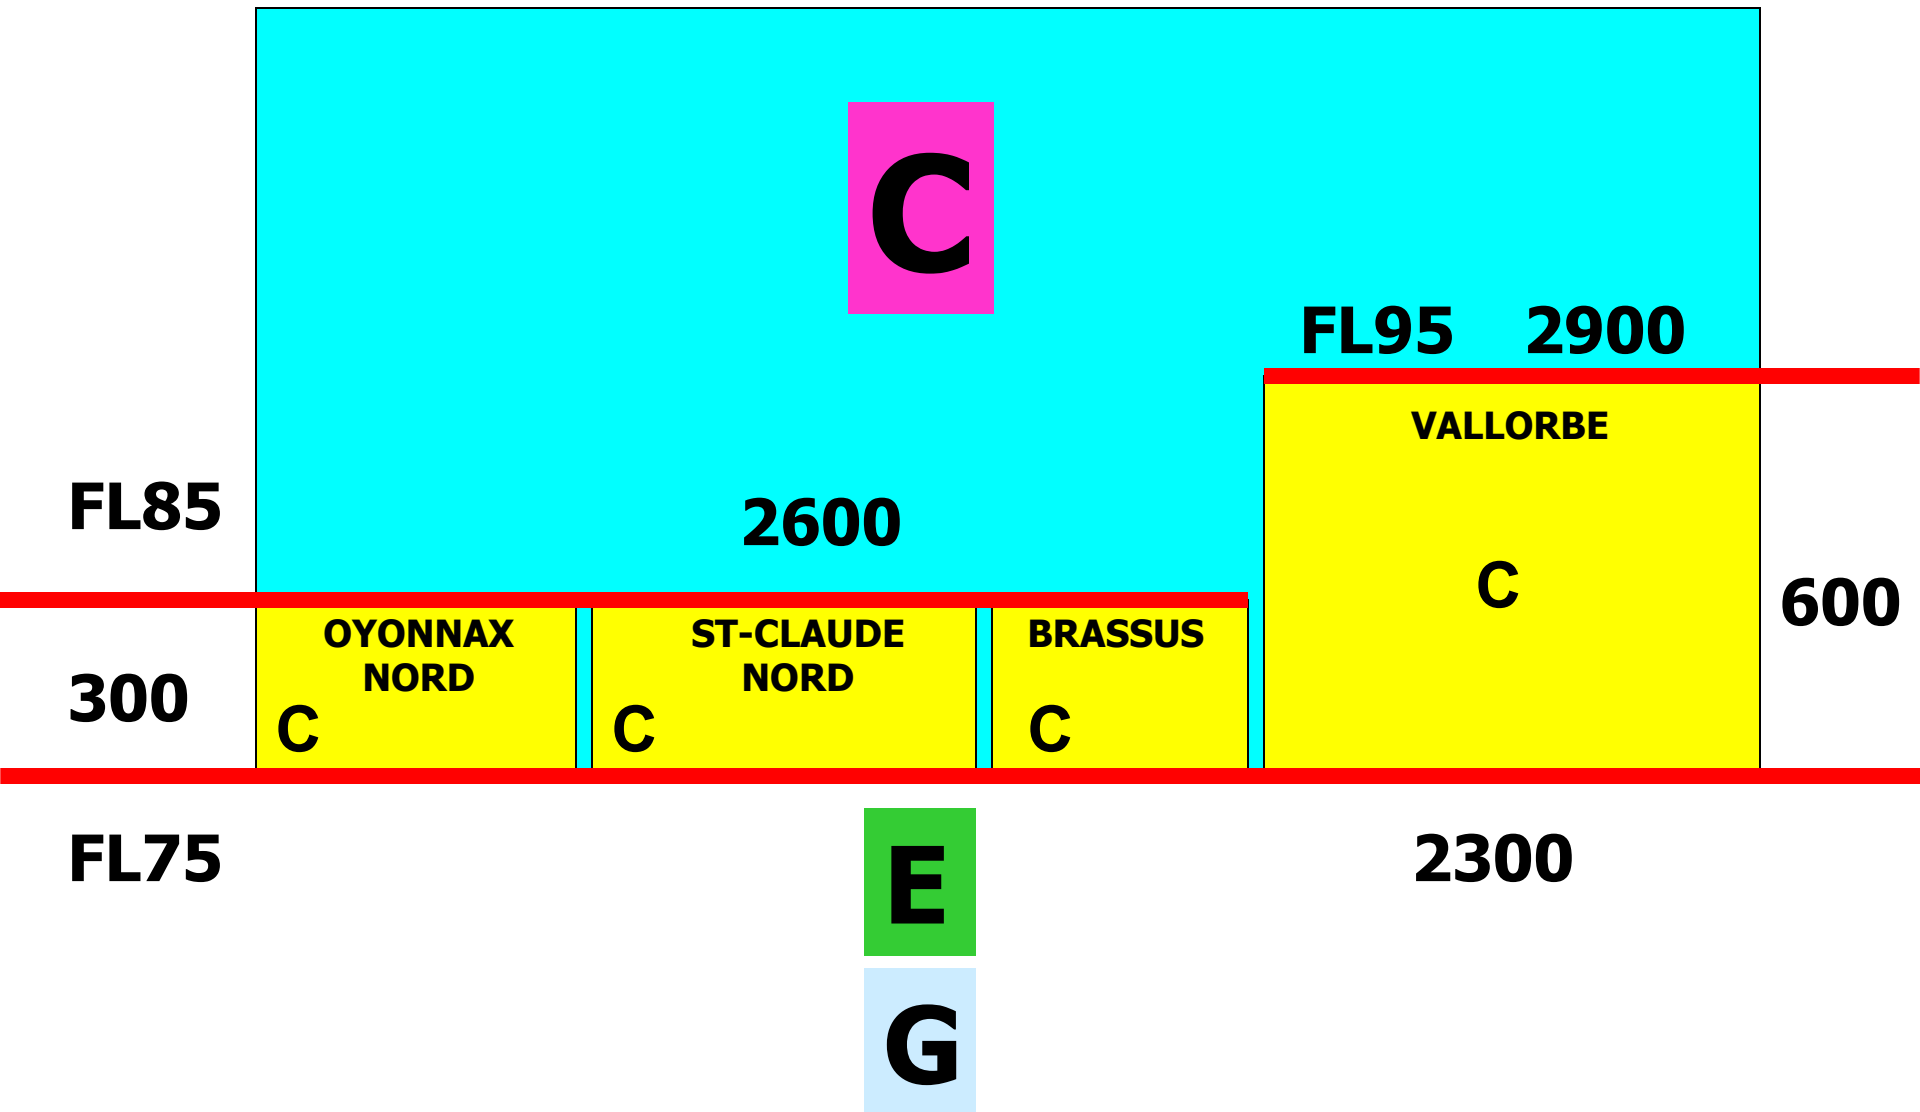 C
FL95 2900
VALLORBE
FL85
2600
C
600
OYONNAX
NORD
ST-CLAUDE
NORD
BRASSUS
300
C
C
C
FL75
2300
E
G